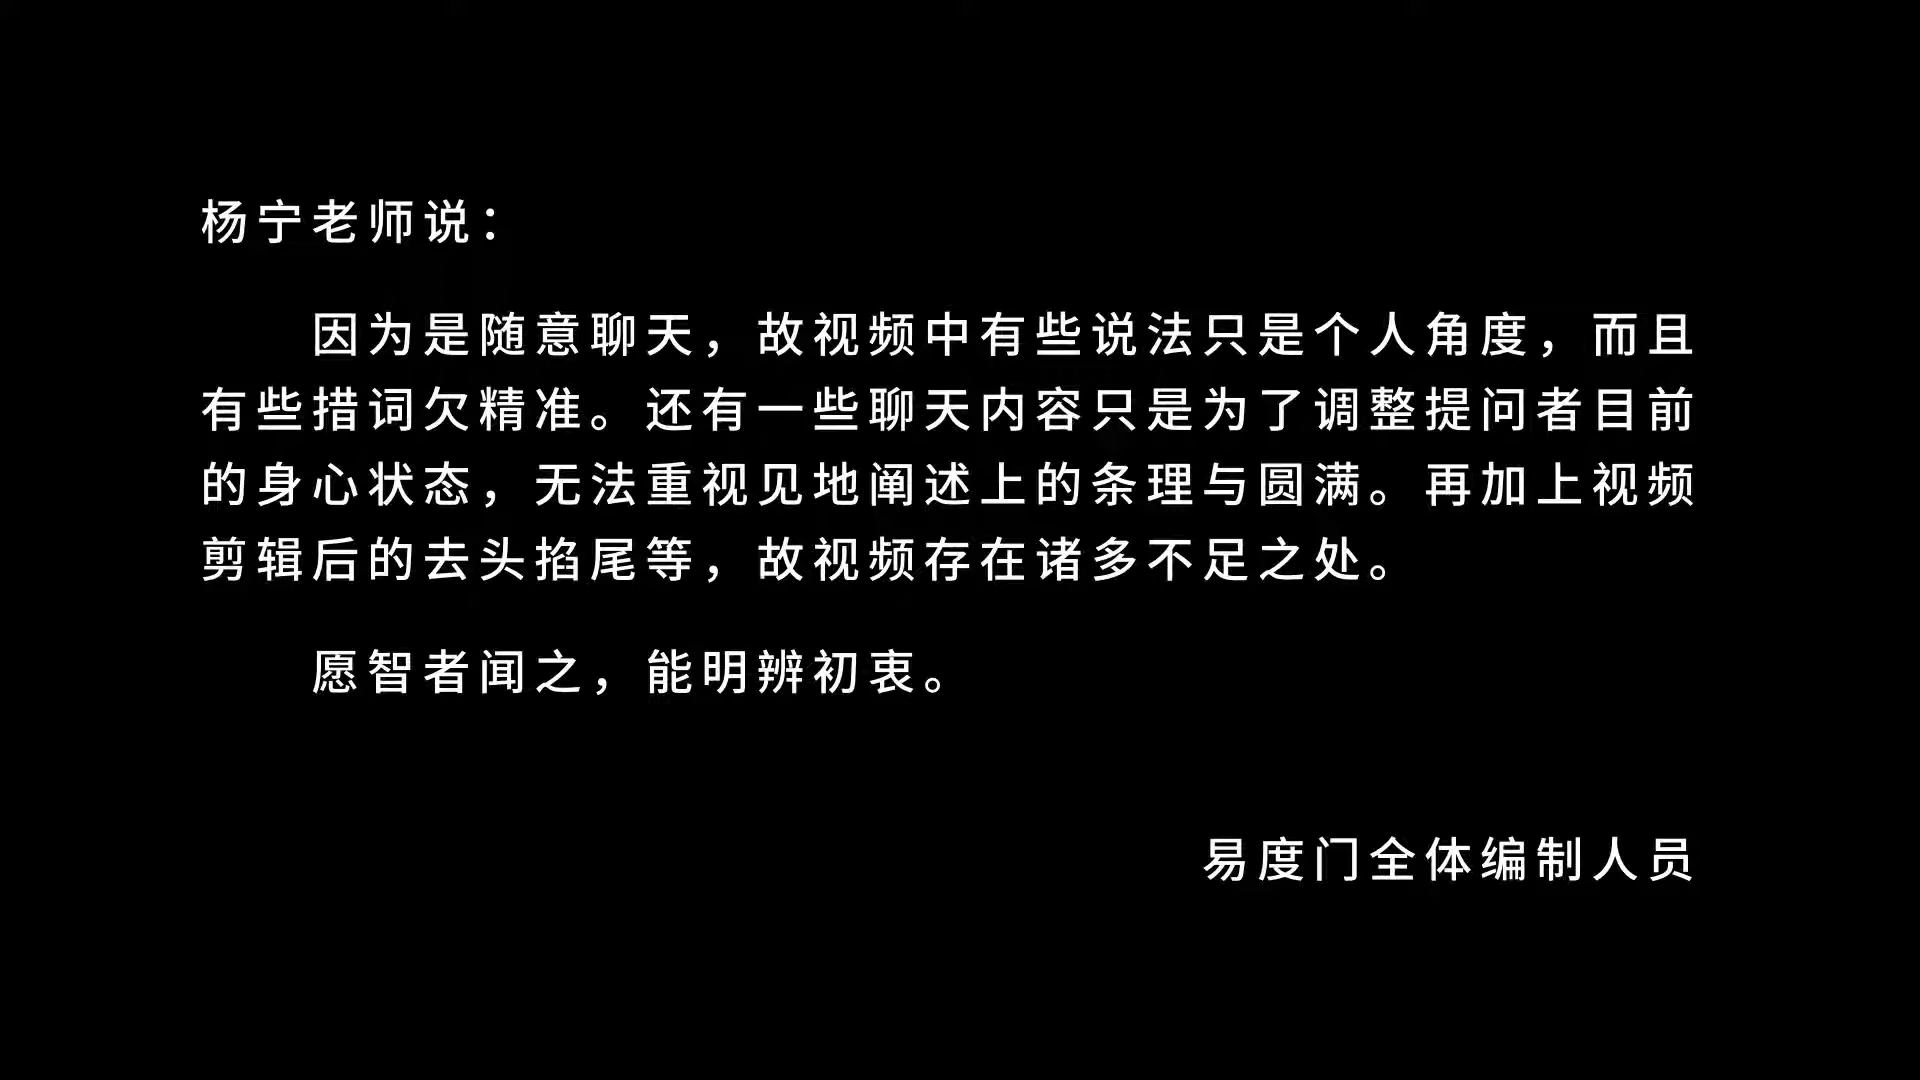 杨宁老师说：
因为是随意聊天，故视频中有些说法只是个人角度，而且
有些措词欠精准。还有一些聊天内容只是为了调整提问者目前
的身心状态，无法重视见地阐述上的条理与圆满。再加上视频
剪辑后的去头掐尾等，故视频存在诸多不足之处。
愿智者闻之，能明辨初衷。
易度门全体编制人员